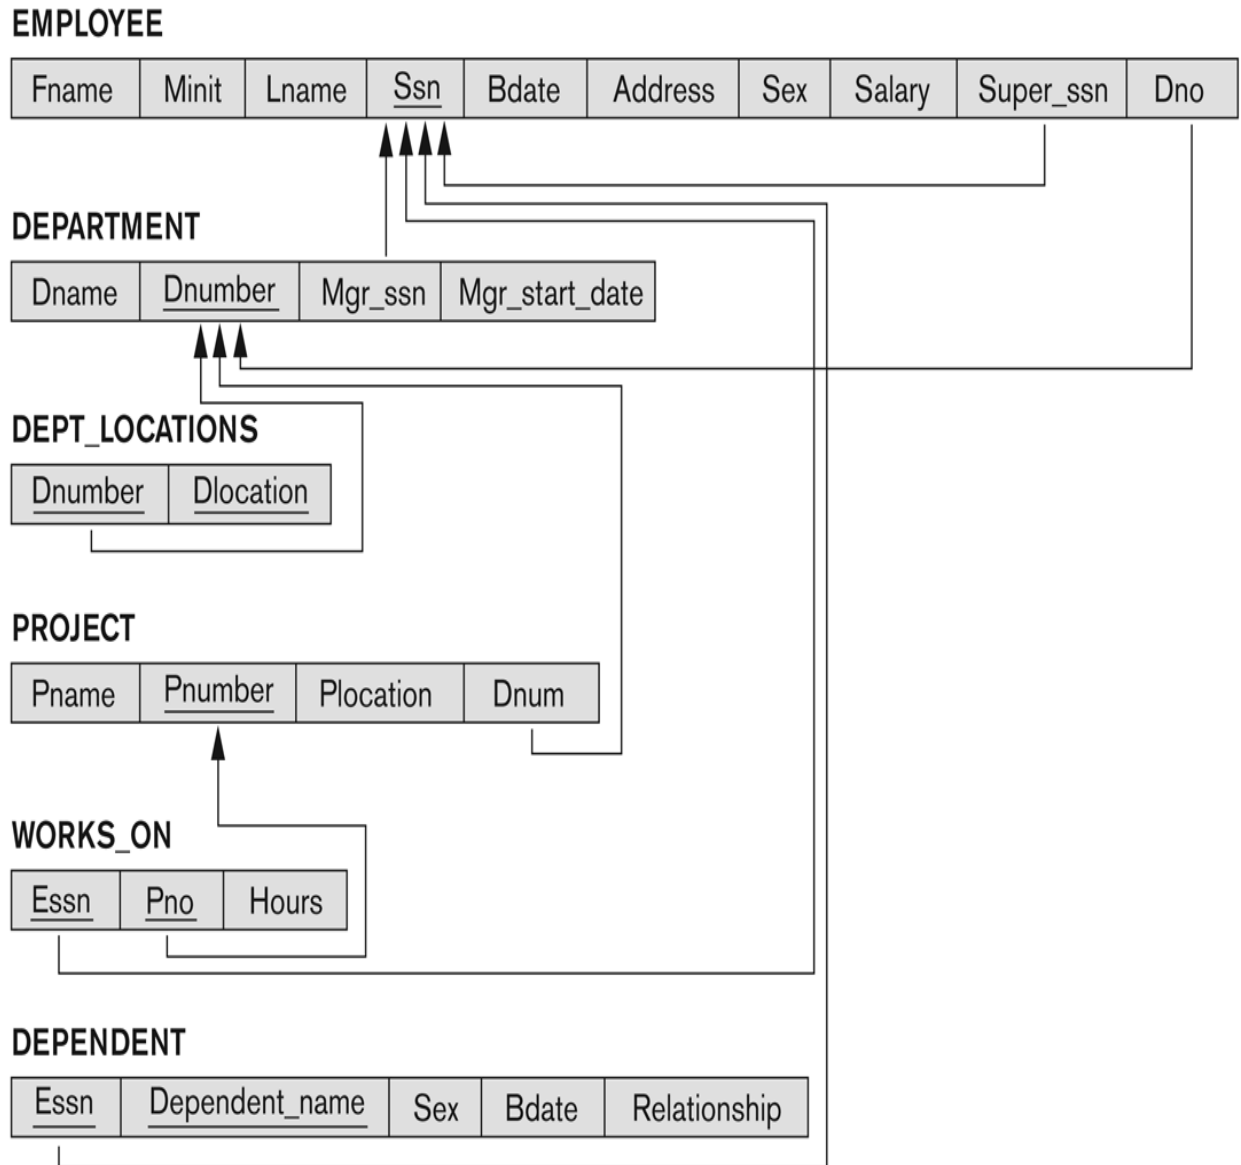 EMPLOYEE
Fname Minit Lname Ssn Bdate Address Sex Salary Super_ssn Dno
DEPARTMENT
Dname Dnumber Mgr_ssn Mgr_start_date
DEPT_LOCATIONS
Dnumber Dlocation
PROJECT
Pname Pnumber Plocation Dnum
WORKS_ON
Essn Pno Hours
DEPENDENT
Essn Dependent_name Sex Bdate Relationship